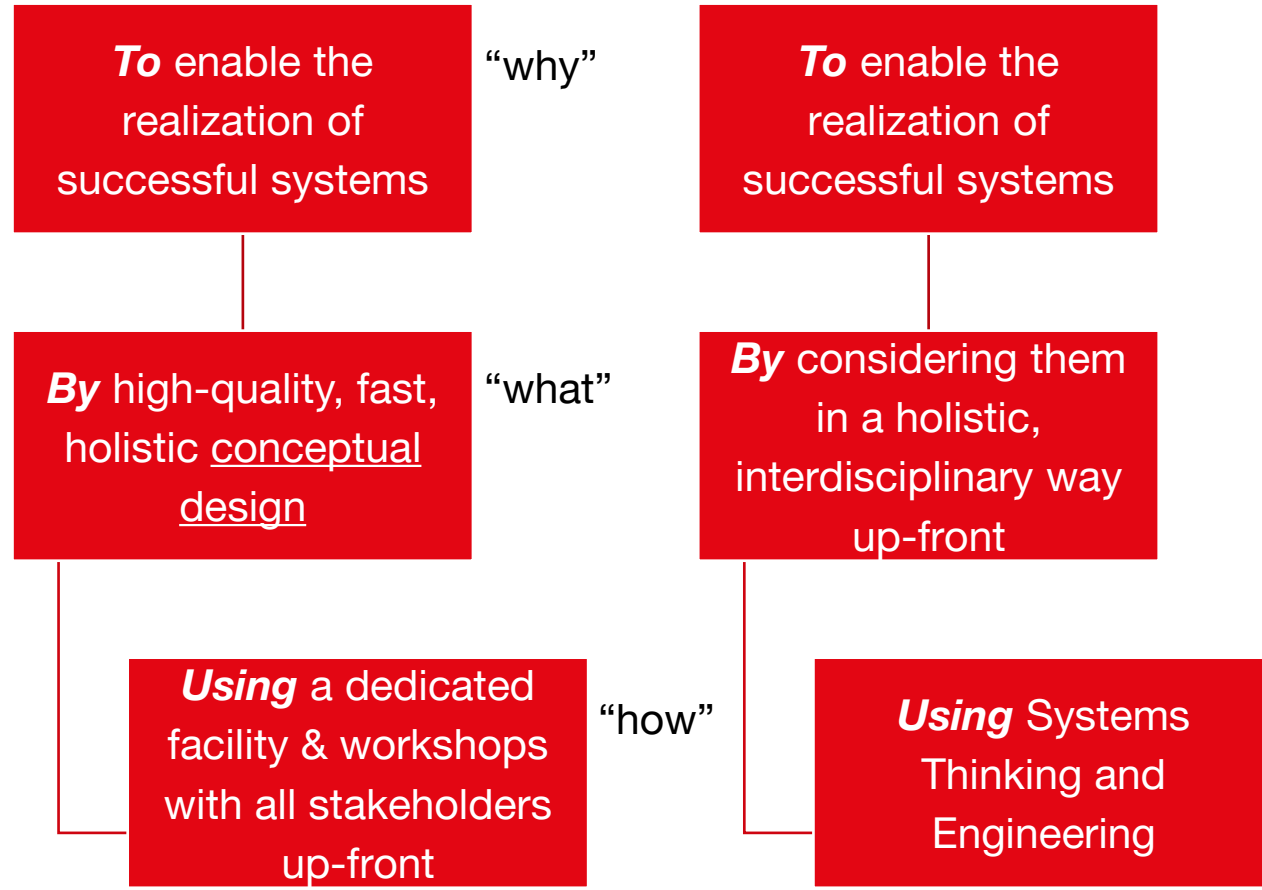 To enable the
realization of
successful systems
“why”
To enable the
realization of
successful systems
By high-quality, fast,
holistic conceptual
design
“what”
By considering them
in a holistic,
interdisciplinary way
up-front
Using a dedicated
facility & workshops
with all stakeholders
up-front
“how”
Using Systems
Thinking and
Engineering